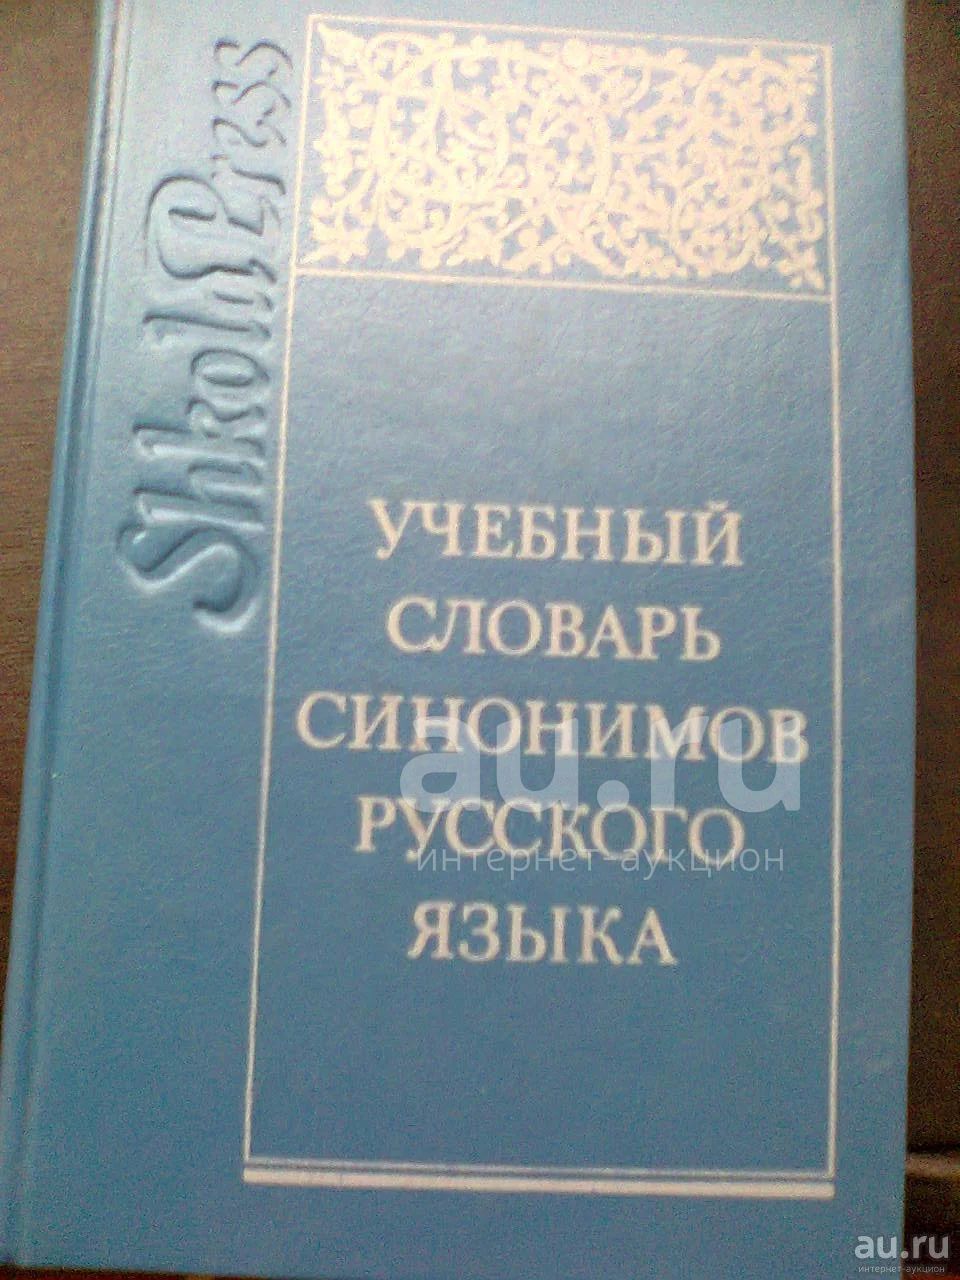 Shkola Press
УЧЕБНЫЙ
СЛОВАРЬ
СИНОНИМОВ
РУССКОГО
ЯЗЫКА
au.ru
интернет-аукцион
au.ru
интернет-аукцион